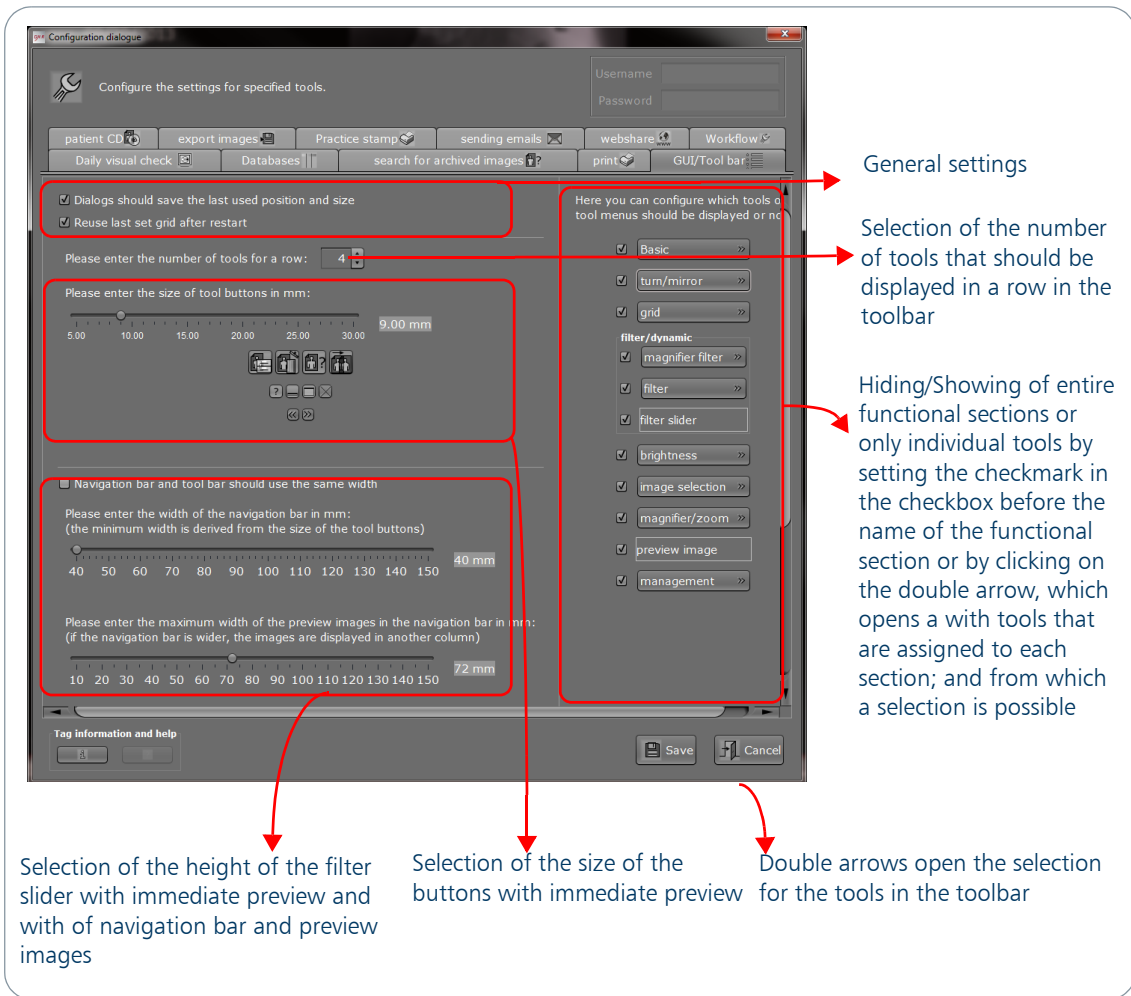 Configuration dialogue
Configure the settings for specified tools.
Username
Password
patient CD
export images
Practice stamp
sending emails
webshare
Workflow
Daily visual check
Databases
search for archived images
print
GUI/Tool bar
Dialogs should save the last used position and size
Reuse last set grid after restart
Please enter the number of tools for a row: 4
Please enter the size of tool buttons in mm:
9.00 mm
5.00 10.00 15.00 20.00 25.00 30.00
Navigation bar and tool bar should use the same width
Please enter the width of the navigation bar in mm:
(the minimum width is derived from the size of the tool buttons)
40 mm
40 50 60 70 80 90 100 110 120 130 140 150
Please enter the maximum width of the preview images in the navigation bar in mm:
(if the navigation bar is wider, the images are displayed in another column)
72 mm
10 20 30 40 50 60 70 80 90 100 110 120 130 140 150
Here you can configure which tools o
tool menus should be displayed or no
Basic »
turn/mirror »
grid »
filter/dynamic
magnifier filter »
filter »
filter slider
brightness »
image selection »
magnifier/zoom »
preview image
management »
Tag information and help
Save
Cancel
General settings
Selection of the number
of tools that should be
displayed in a row in the
toolbar
Hiding/Showing of entire
functional sections or
only individual tools by
setting the checkmark in
the checkbox before the
name of the functional
section or by clicking on
the double arrow, which
opens a with tools that
are assigned to each
section; and from which
a selection is possible
Selection of the height of the filter
slider with immediate preview and
with of navigation bar and preview
images
Selection of the size of the
buttons with immediate preview
Double arrows open the selection
for the tools in the toolbar